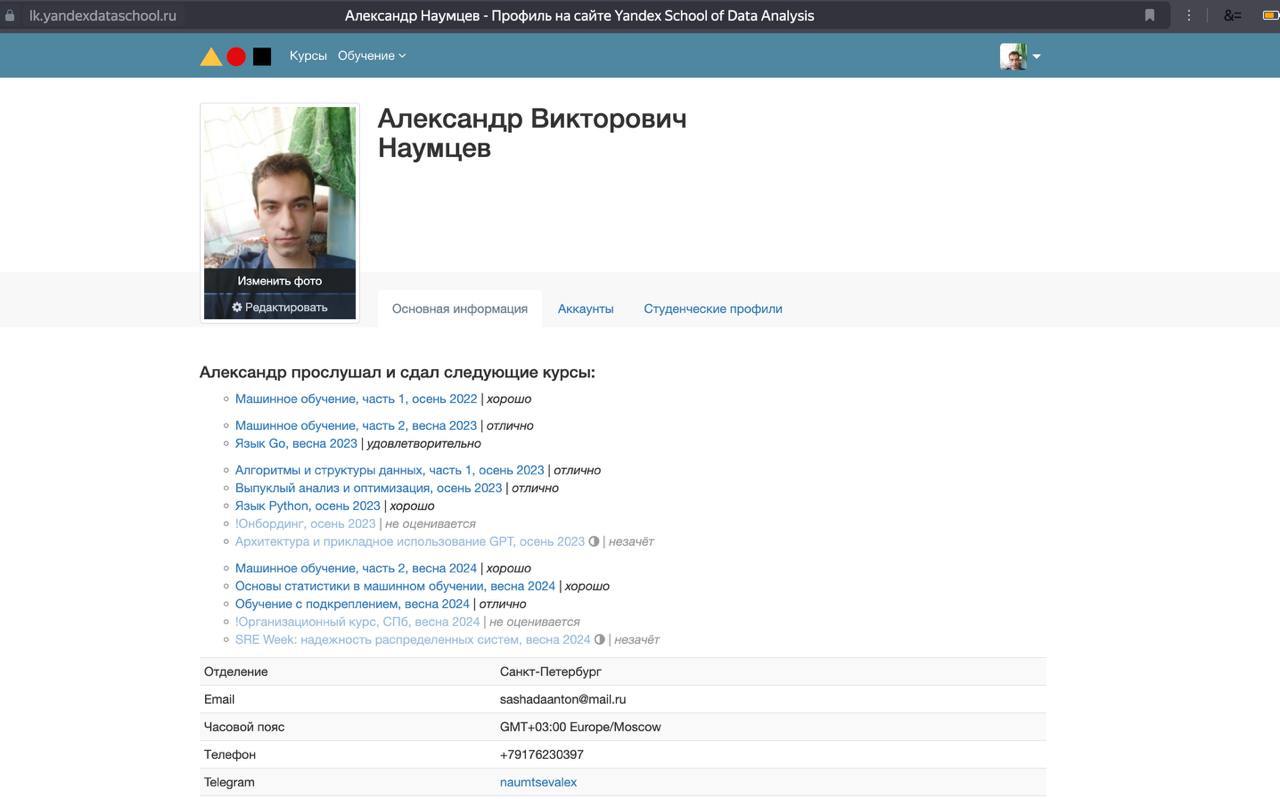 lk.yandexdataschool.ru
Александр Наумцев - Профиль на сайте Yandex School of Data Analysis
&=
Курсы Обучение
Александр Викторович
Наумцев
Изменить фото
Редактировать
Основная информация Аккаунты Студенческие профили
Александр прослушал и сдал следующие курсы:
Машинное обучение, часть 1, осень 2022 | хорошо
Машинное обучение, часть 2, весна 2023 | отлично
Язык Go, весна 2023 | удовлетворительно
Алгоритмы и структуры данных, часть 1, осень 2023 | отлично
Выпуклый анализ и оптимизация, осень 2023 | отлично
Язык Python, осень 2023 | хорошо
!Онбординг, осень 2023 | не оценивается
Архитектура и прикладное использование GPT, осень 2023 | незачёт
Машинное обучение, часть 2, весна 2024 | хорошо
Основы статистики в машинном обучении, весна 2024 | хорошо
Обучение с подкреплением, весна 2024 | отлично
!Организационный курс, СПб, весна 2024 | не оценивается
SRE Week: надежность распределенных систем, весна 2024 | незачёт
Отделение Санкт-Петербург
Email sashadaanton@mail.ru
Часовой пояс GMT+03:00 Europe/Moscow
Телефон +79176230397
Telegram naumtsevalex